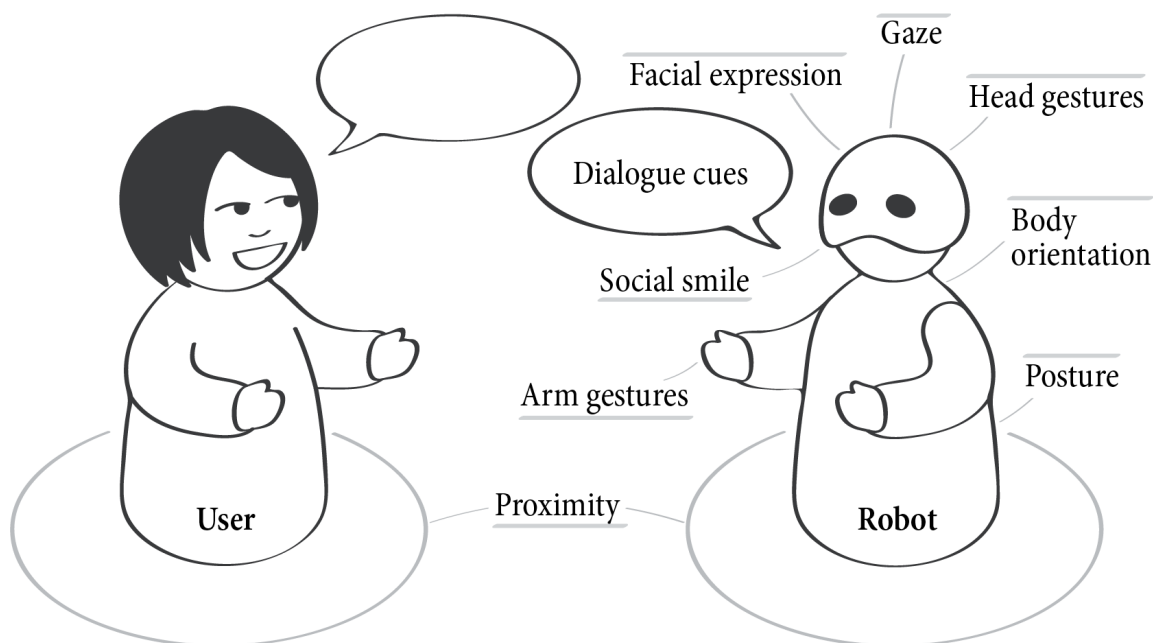 Gaze
Facial expression
Head gestures
Dialogue cues
Body
orientation
Social smile
Arm gestures
Posture
Proximity
User
Robot